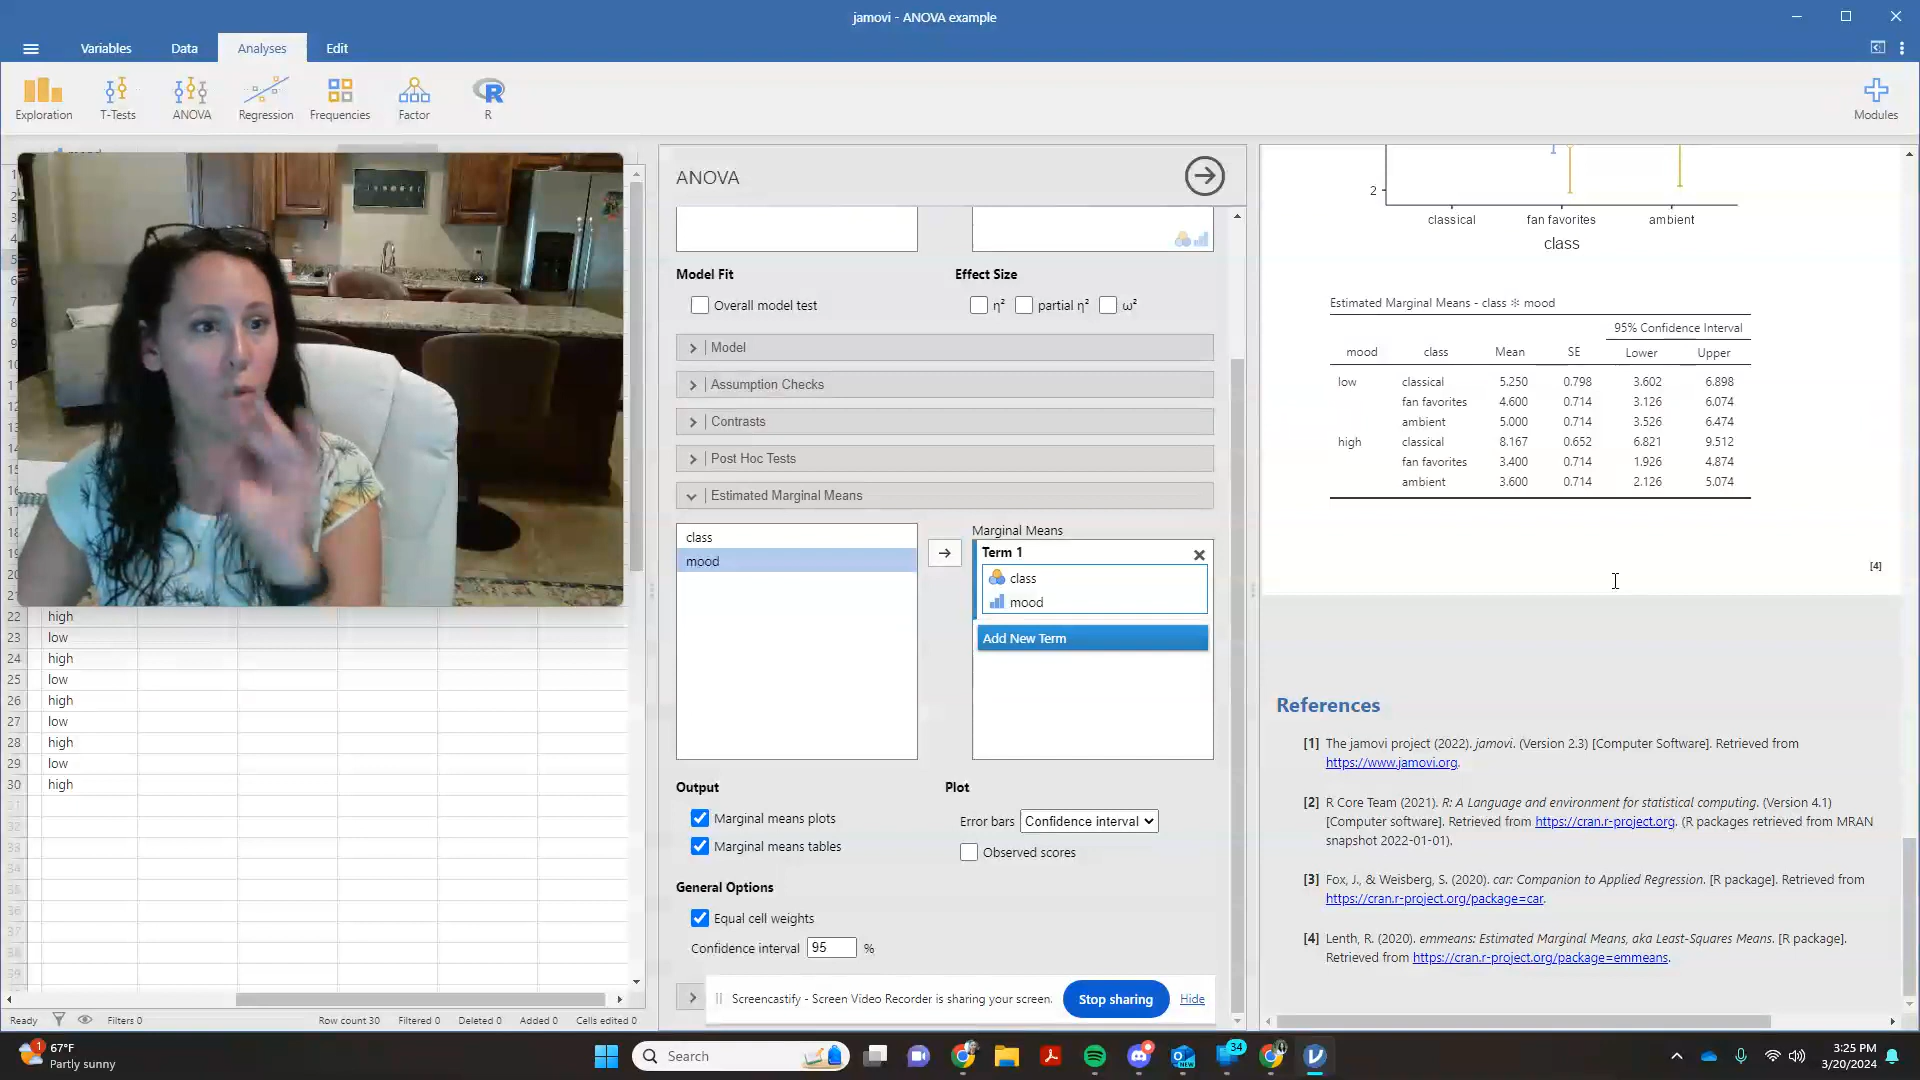 jamovi - ANOVA example
Variables Data Analyses Edit
Exploration T-Tests ANOVA Regression Frequencies Factor R Modules
ANOVA
Model Fit
Overall model test
Effect Size
η² partial η² ω²
Model
Assumption Checks
Contrasts
Post Hoc Tests
Estimated Marginal Means
class
mood
Marginal Means
Term 1
class
mood
Add New Term
Output
Marginal means plots
Marginal means tables
Plot
Error bars Confidence interval
Observed scores
General Options
Equal cell weights
Confidence interval 95 %
Screencastify - Screen Video Recorder is sharing your screen. Stop sharing Hide
22 high
23 low
24 high
25 low
26 high
27 low
28 high
29 low
30 high
31
32
33
34
35
36
37
38
39
Ready Filters 0 Row count 30 Filtered 0 Deleted 0 Added 0 Cells edited 0
2
classical fan favorites ambient
class
Estimated Marginal Means - class ✻ mood
95% Confidence Interval
mood class Mean SE Lower Upper
low classical 5.250 0.798 3.602 6.898
fan favorites 4.600 0.714 3.126 6.074
ambient 5.000 0.714 3.526 6.474
high classical 8.167 0.652 6.821 9.512
fan favorites 3.400 0.714 1.926 4.874
ambient 3.600 0.714 2.126 5.074
[4]
References
[1] The jamovi project (2022). jamovi. (Version 2.3) [Computer Software]. Retrieved from
https://www.jamovi.org.
[2] R Core Team (2021). R: A Language and environment for statistical computing. (Version 4.1)
[Computer software]. Retrieved from https://cran.r-project.org. (R packages retrieved from MRAN
snapshot 2022-01-01).
[3] Fox, J., & Weisberg, S. (2020). car: Companion to Applied Regression. [R package]. Retrieved from
https://cran.r-project.org/package=car.
[4] Lenth, R. (2020). emmeans: Estimated Marginal Means, aka Least-Squares Means. [R package].
Retrieved from https://cran.r-project.org/package=emmeans.
1
67°F
Partly sunny
Search
34
3:25 PM
3/20/2024